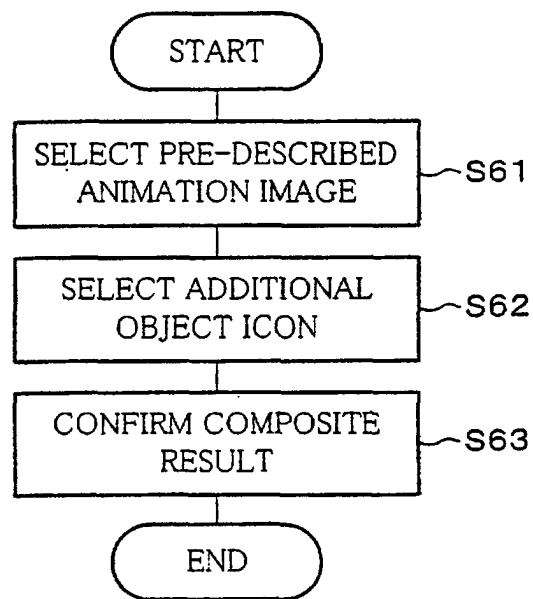 START
SELECT PRE-DESCRIBED
ANIMATION IMAGE
S61
SELECT ADDITIONAL
OBJECT ICON
S62
CONFIRM COMPOSITE
RESULT
S63
END